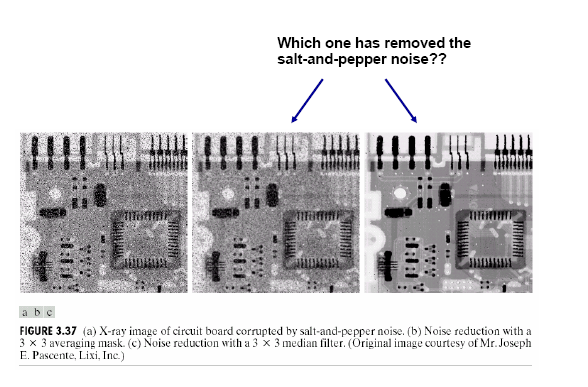 Which one has removed the
salt-and-pepper noise??
a b c
FIGURE 3.37 (a) X-ray image of circuit board corrupted by salt-and-pepper noise. (b) Noise reduction with a
3 × 3 averaging mask. (c) Noise reduction with a 3 × 3 median filter. (Original image courtesy of Mr. Joseph
E. Pascente, Lixi, Inc.)